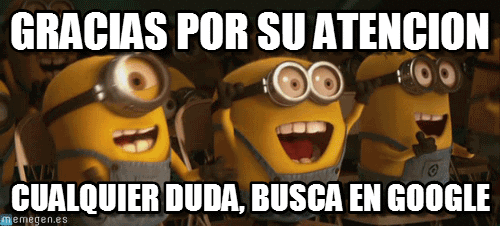 GRACIAS POR SU ATENCION
CUALQUIER DUDA, BUSCA EN GOOGLE
memegen.es